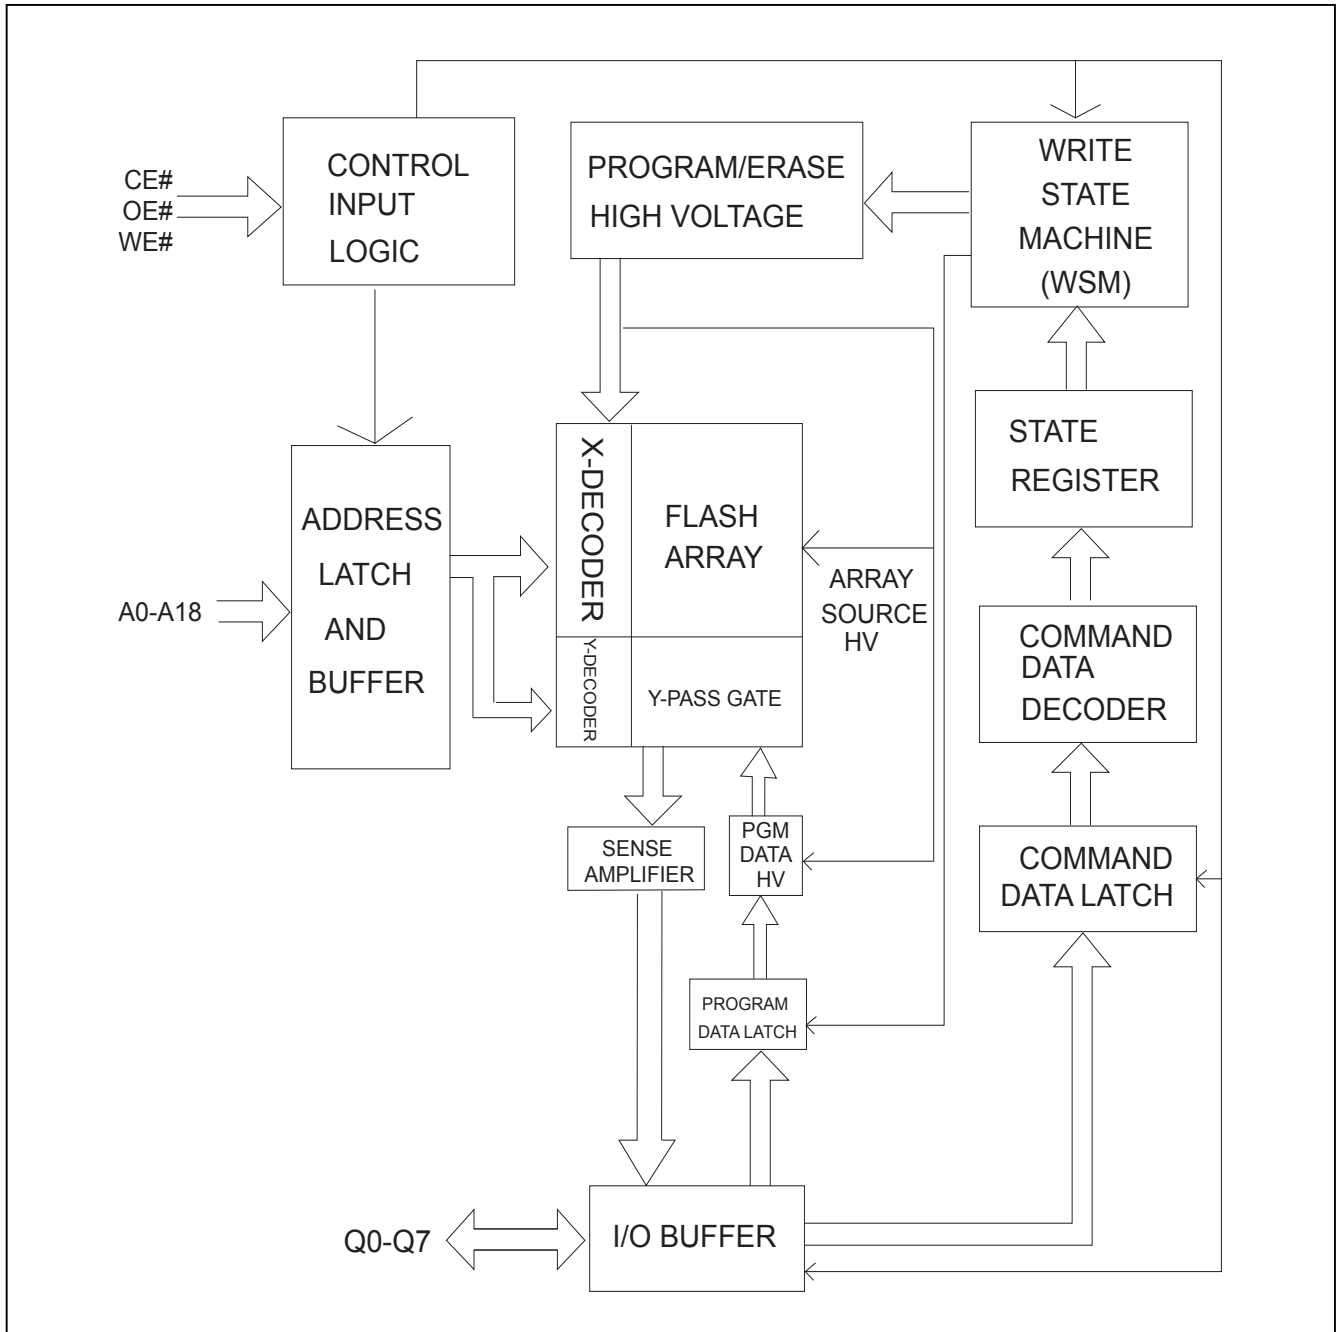 CE#
OE#
WE#
CONTROL
INPUT
LOGIC
PROGRAM/ERASE
HIGH VOLTAGE
WRITE
STATE
MACHINE
(WSM)
STATE
REGISTER
A0-A18
ADDRESS
LATCH
AND
BUFFER
X-DECODER
FLASH
ARRAY
ARRAY
SOURCE
HV
Y-DECODER
Y-PASS GATE
COMMAND
DATA
DECODER
SENSE
AMPLIFIER
PGM
DATA
HV
COMMAND
DATA LATCH
PROGRAM
DATA LATCH
Q0-Q7
I/O BUFFER